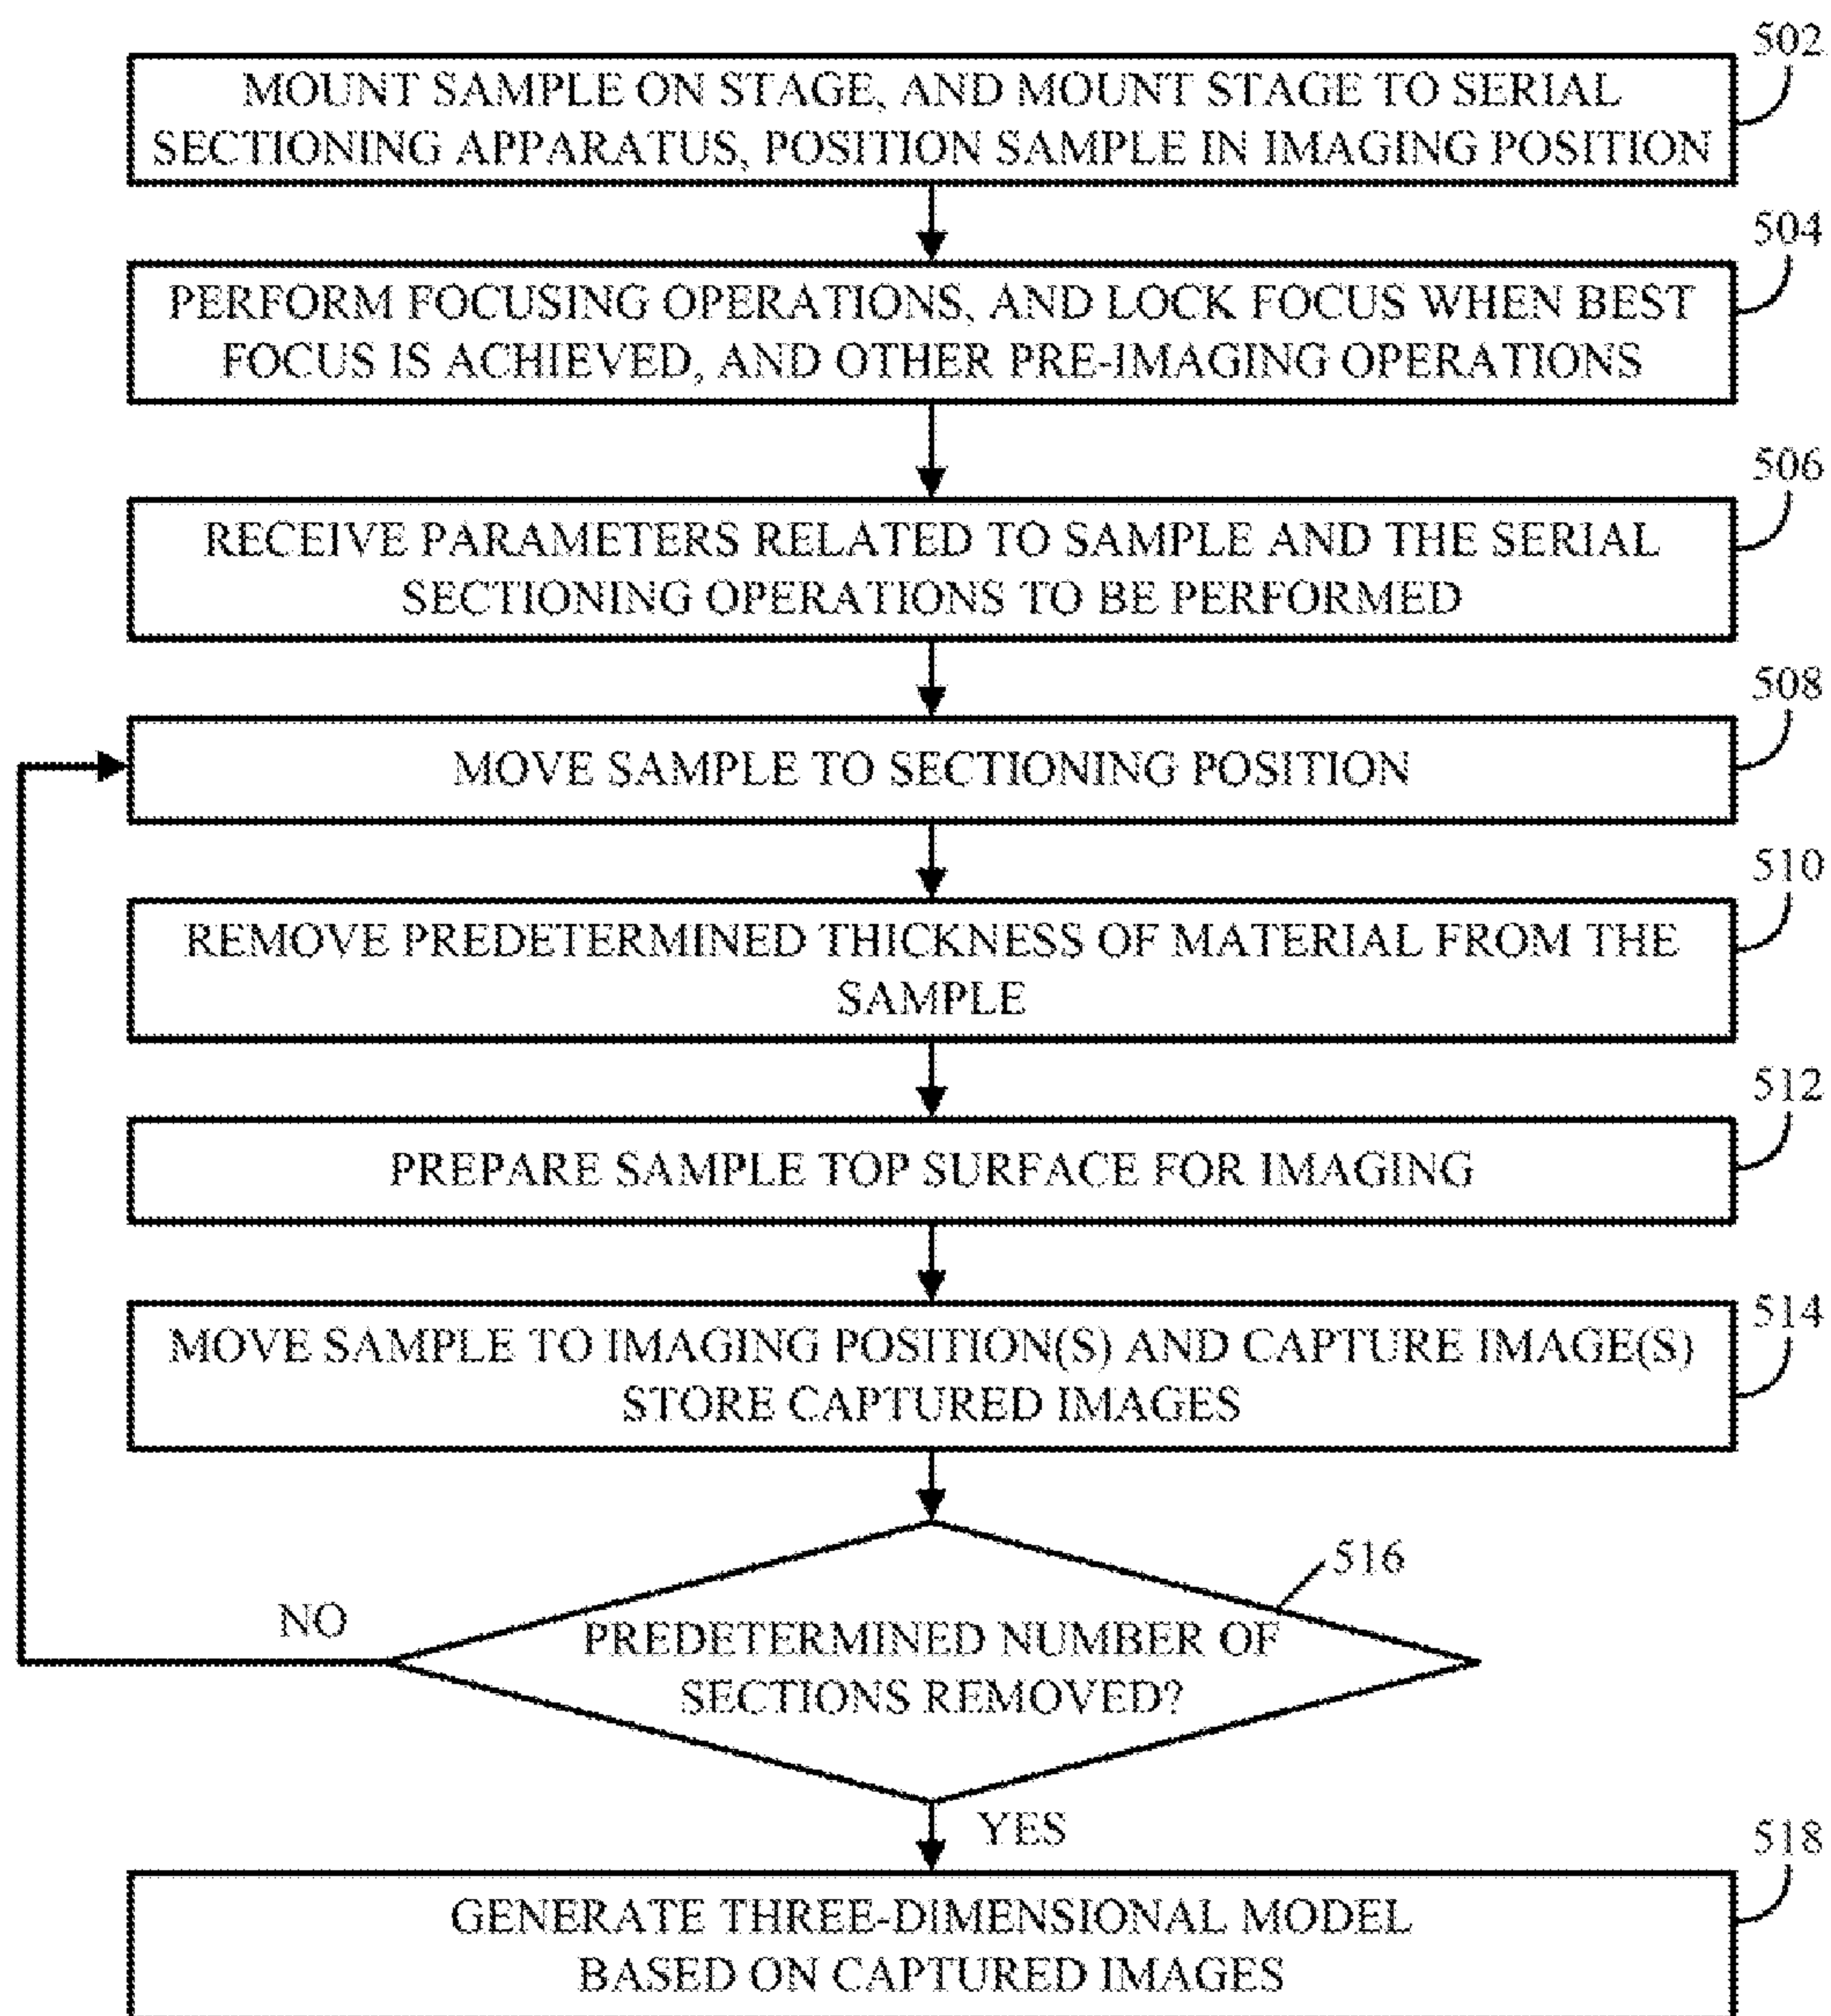 502
MOUNT SAMPLE ON STAGE, AND MOUNT STAGE TO SERIAL
SECTIONING APPARATUS, POSITION SAMPLE IN IMAGING POSITION
504
PERFORM FOCUSING OPERATIONS, AND LOCK FOCUS WHEN BEST
FOCUS IS ACHIEVED, AND OTHER PRE-IMAGING OPERATIONS
506
RECEIVE PARAMETERS RELATED TO SAMPLE AND THE SERIAL
SECTIONING OPERATIONS TO BE PERFORMED
508
MOVE SAMPLE TO SECTIONING POSITION
510
REMOVE PREDETERMINED THICKNESS OF MATERIAL FROM THE
SAMPLE
512
PREPARE SAMPLE TOP SURFACE FOR IMAGING
514
MOVE SAMPLE TO IMAGING POSITION(S) AND CAPTURE IMAGE(S)
STORE CAPTURED IMAGES
516
NO
PREDETERMINED NUMBER OF
SECTIONS REMOVED?
YES
518
GENERATE THREE-DIMENSIONAL MODEL
BASED ON CAPTURED IMAGES